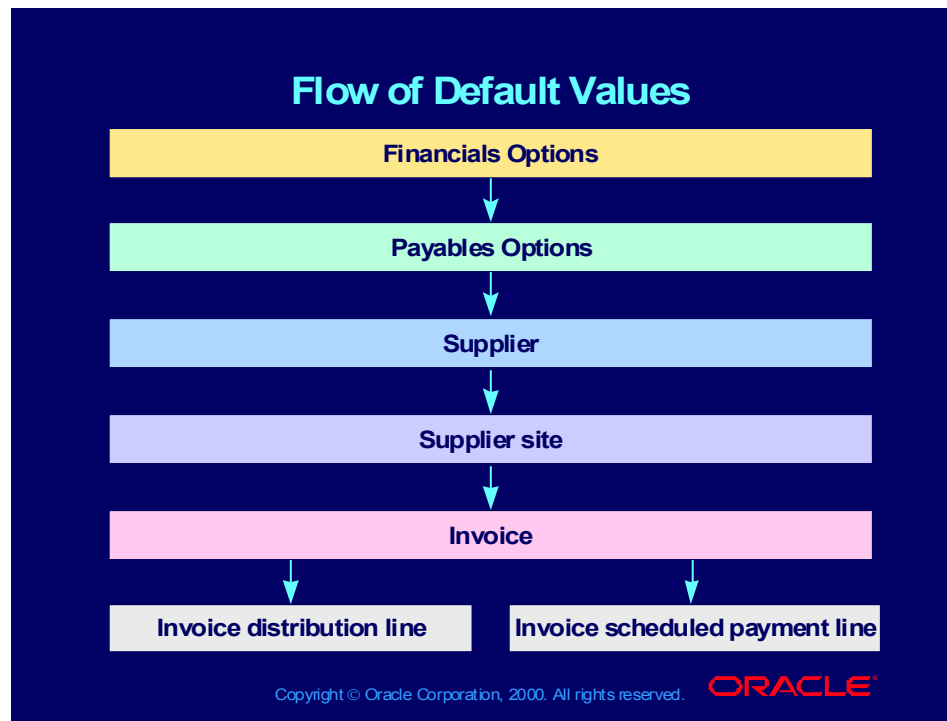 Flow of Default Values
Financials Options
Payables Options
Supplier
Supplier site
Invoice
Invoice distribution line
Invoice scheduled payment line
Copyright © Oracle Corporation, 2000. All rights reserved.
ORACLE®